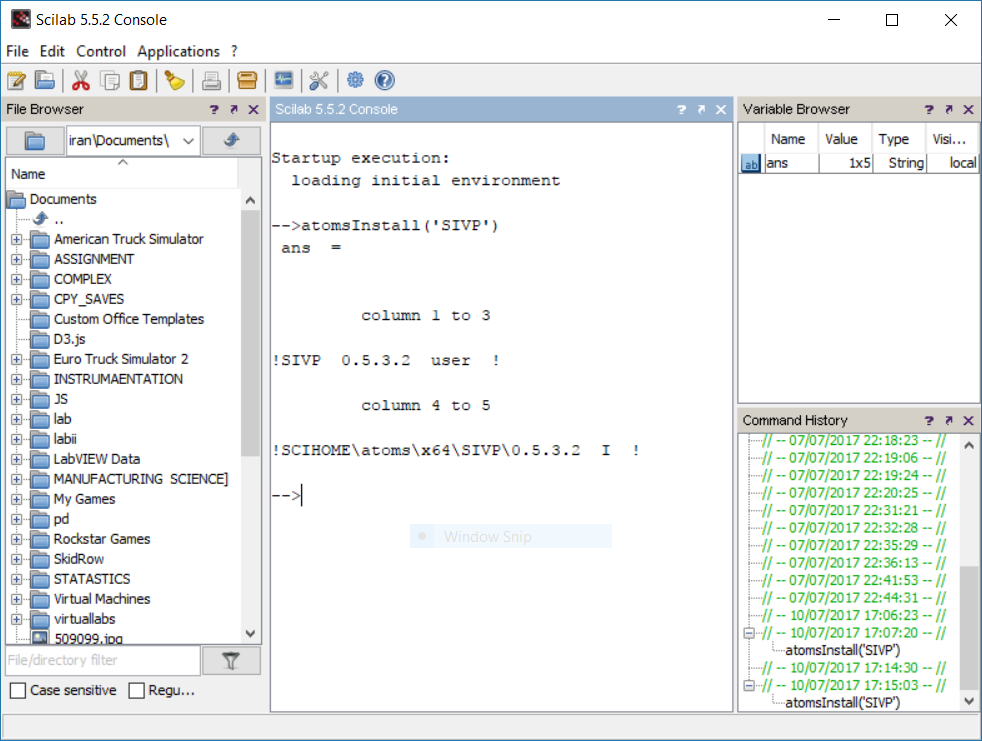 Scilab 5.5.2 Console
File Edit Control Applications ?
File Browser ? 
iran\Documents\
Name
Documents
..
American Truck Simulator
ASSIGNMENT
COMPLEX
CPY_SAVES
Custom Office Templates
D3.js
Euro Truck Simulator 2
INSTRUMAENTATION
JS
lab
labii
LabVIEW Data
MANUFACTURING SCIENCE]
My Games
pd
Rockstar Games
SkidRow
STATASTICS
Virtual Machines
virtuallabs
509099.jpg
File/directory filter
Case sensitive Regu...
Scilab 5.5.2 Console ?
Startup execution:
loading initial environment
-->atomsInstall('SIVP')
ans =
column 1 to 3
!SIVP 0.5.3.2 user !
column 4 to 5
!SCIHOME\atoms\x64\SIVP\0.5.3.2 I !
-->
Window Snip
Variable Browser ?
Name Value Type Visi...
ab ans 1x5 String local
Command History ?
// -- 07/07/2017 22:18:23 -- //
// -- 07/07/2017 22:19:06 -- //
// -- 07/07/2017 22:19:24 -- //
// -- 07/07/2017 22:20:25 -- //
// -- 07/07/2017 22:31:21 -- //
// -- 07/07/2017 22:32:28 -- //
// -- 07/07/2017 22:35:29 -- //
// -- 07/07/2017 22:36:13 -- //
// -- 07/07/2017 22:41:53 -- //
// -- 07/07/2017 22:44:31 -- //
// -- 10/07/2017 17:06:23 -- //
// -- 10/07/2017 17:07:20 -- //
atomsInstall('SIVP')
// -- 10/07/2017 17:14:30 -- //
// -- 10/07/2017 17:15:03 -- //
atomsInstall('SIVP')